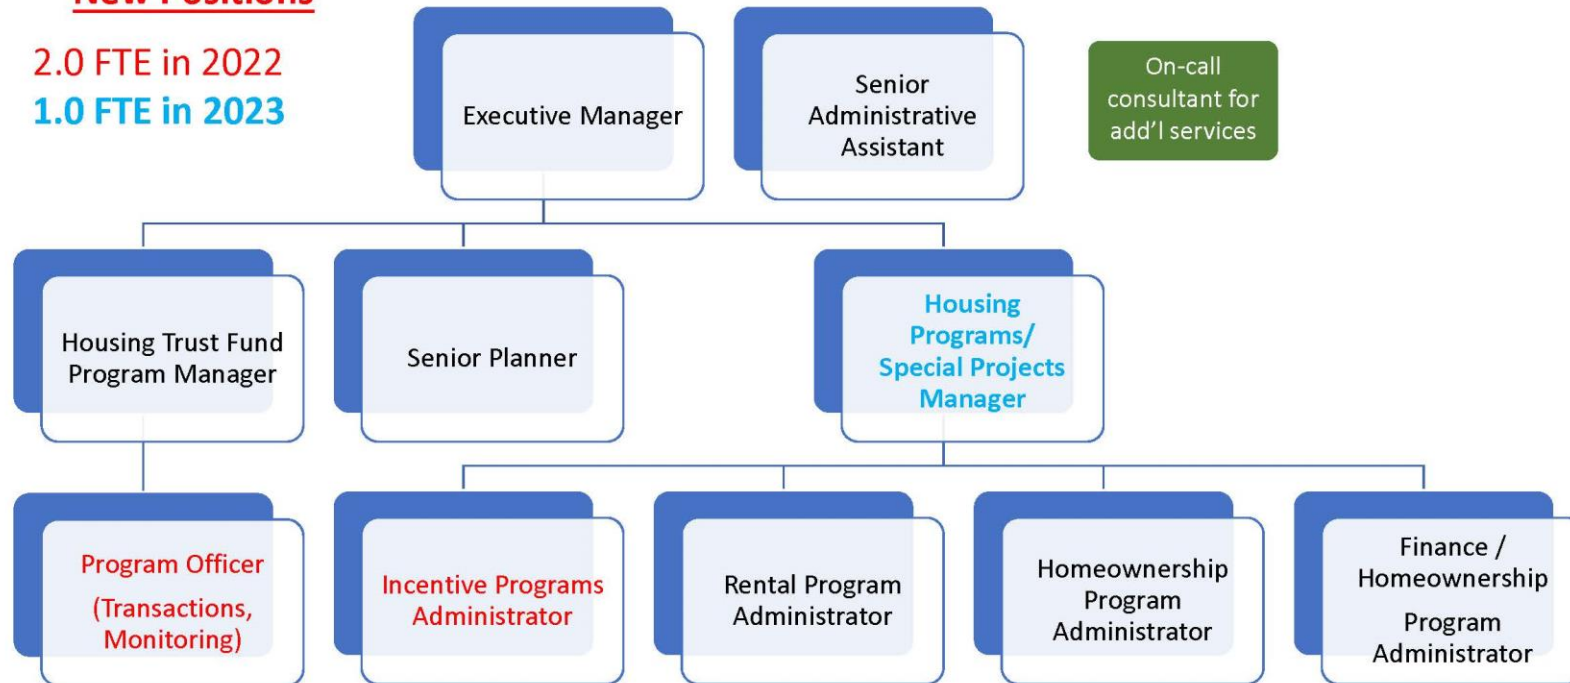 New Positions
2.0 FTE in 2022
1.0 FTE in 2023
Executive Manager
Senior
Administrative
Assistant
On-call
consultant for
add'l services
Housing Trust Fund
Program Manager
Senior Planner
Housing
Programs/
Special Projects
Manager
Program Officer
(Transactions,
Monitoring)
Incentive Programs
Administrator
Rental Program
Administrator
Homeownership
Program
Administrator
Finance /
Homeownership
Program
Administrator